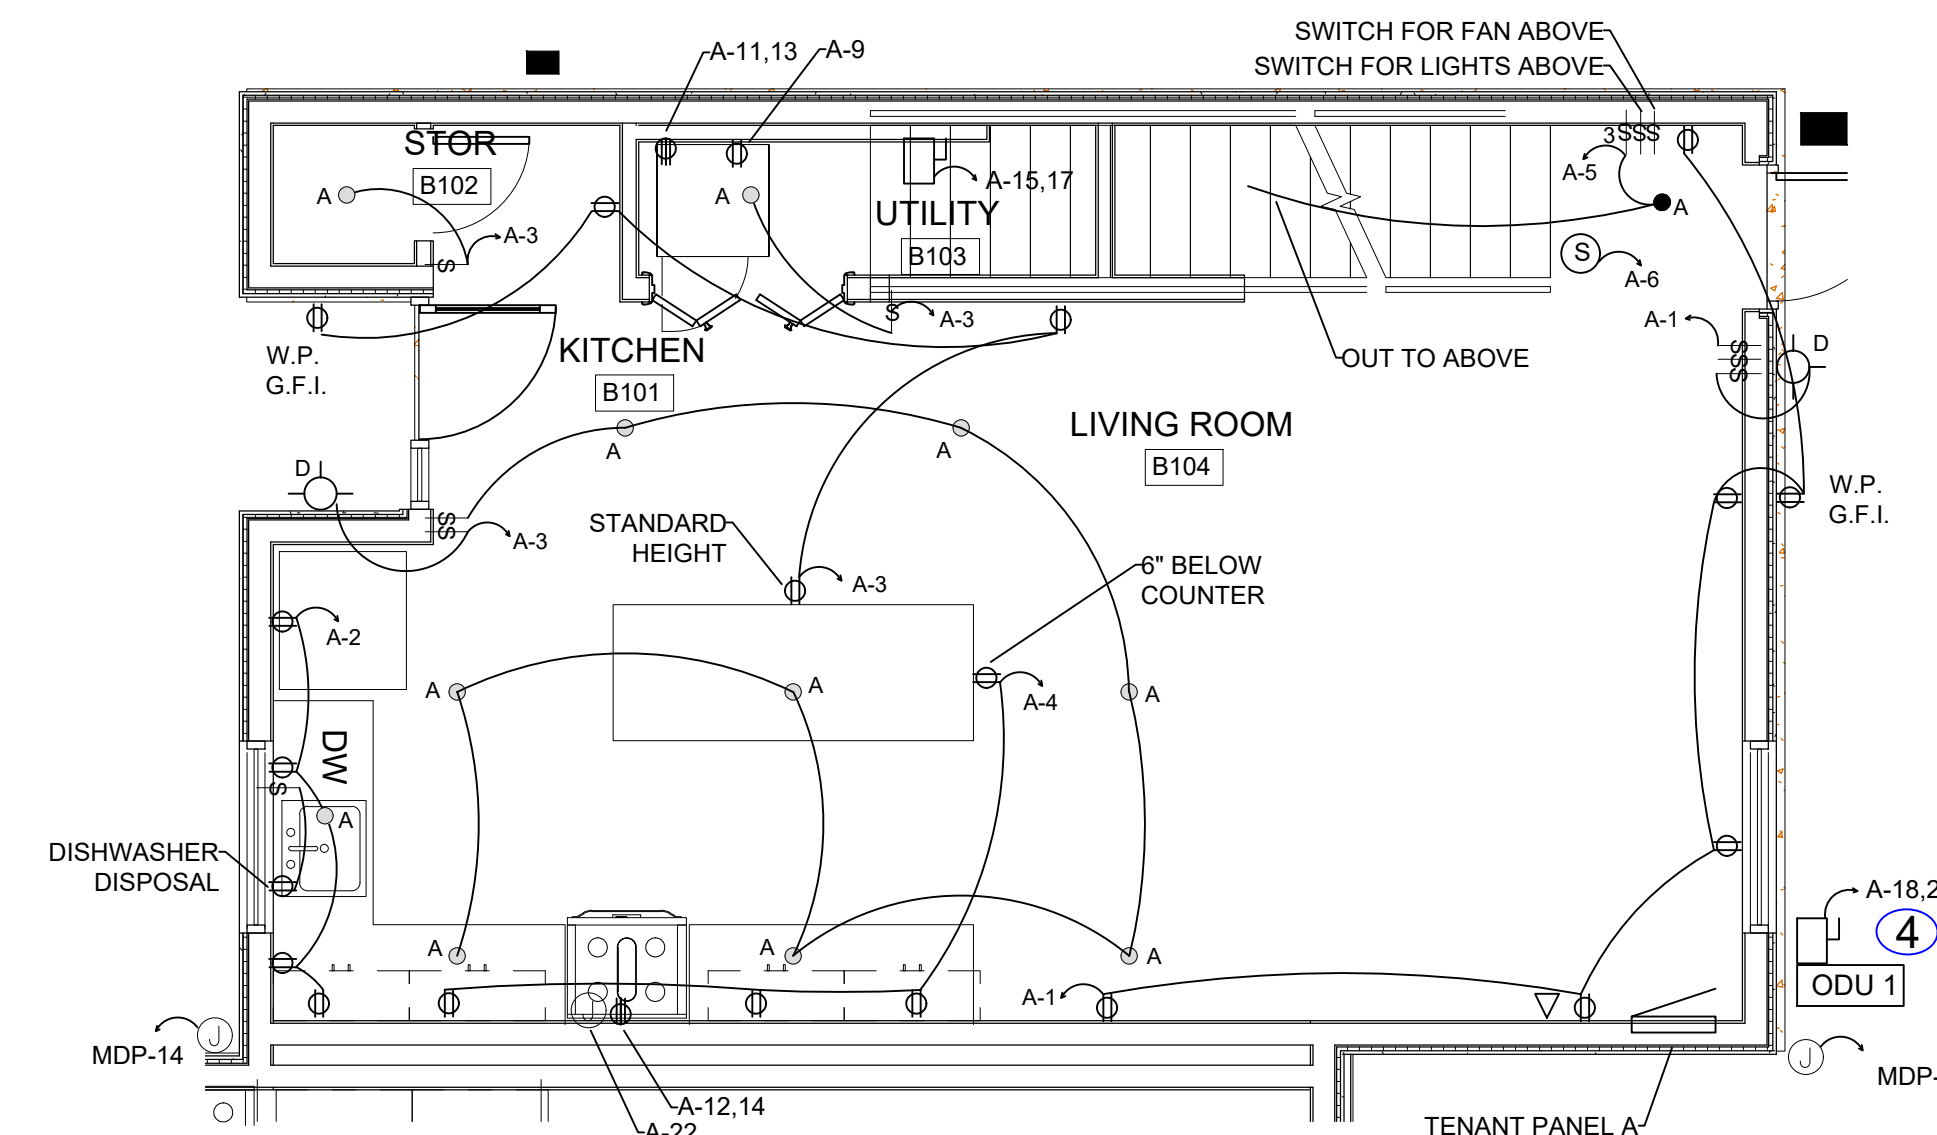 SWITCH FOR FAN ABOVE
SWITCH FOR LIGHTS ABOVE
A-11,13
A-9
STOR
B102
A
A-3
S
A
A-15,17
UTILITY
B103
3SSS
A-5
A
S
A-6
S
A-3
A-1
SSS
D
W.P.
G.F.I.
KITCHEN
B101
OUT TO ABOVE
LIVING ROOM
B104
A
A
D
SS
A-3
W.P.
G.F.I.
STANDARD
HEIGHT
A-3
6" BELOW
COUNTER
A-2
A
A
A-4
A
DW
S
A
DISHWASHER
DISPOSAL
A-18,2
4
ODU 1
A
A
A
A-1
J
J
MDP-14
J
MDP-
A-12,14
A-22
TENANT PANEL A